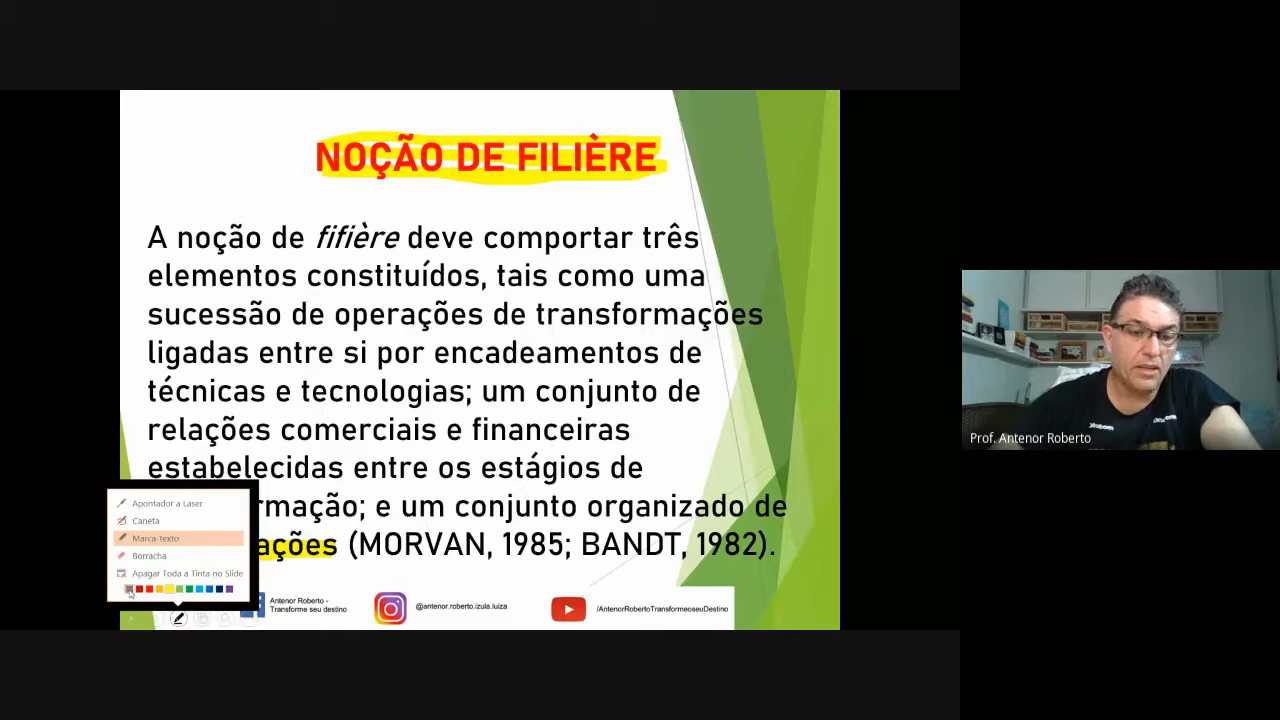 NOÇÃO DE FILIÈRE
A noção de fifière deve comportar três
elementos constituídos, tais como uma
sucessão de operações de transformações
ligadas entre si por encadeamentos de
técnicas e tecnologias; um conjunto de
relações comerciais e financeiras
estabelecidas entre os estágios de
rmação; e um conjunto organizado de
ações (MORVAN, 1985; BANDT, 1982).
Apontador a Laser
Caneta
Marca-texto
Borracha
Apagar Toda a Tinta no Slide
Antenor Roberto -
Transforme seu destino
@antenor.roberto.izula.luiza
/AntenorRobertoTransformeoseuDestino
Prof. Antenor Roberto